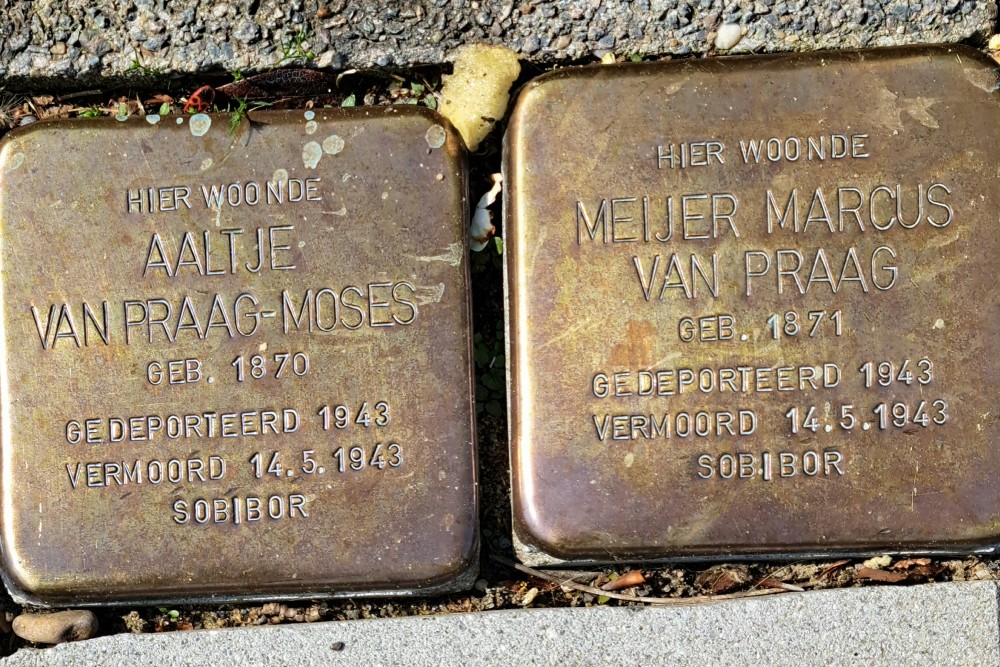 HIER WOONDE
AALTJE
VAN PRAAG-MOSES
GEB. 1870
GEDEPORTEERD 1943
VERMOORD 14.5.1943
SOBIBOR
HIER WOONDE
MEIJER MARCUS
VAN PRAAG
GEB. 1871
GEDEPORTEERD 1943
VERMOORD 14.5.1943
SOBIBOR